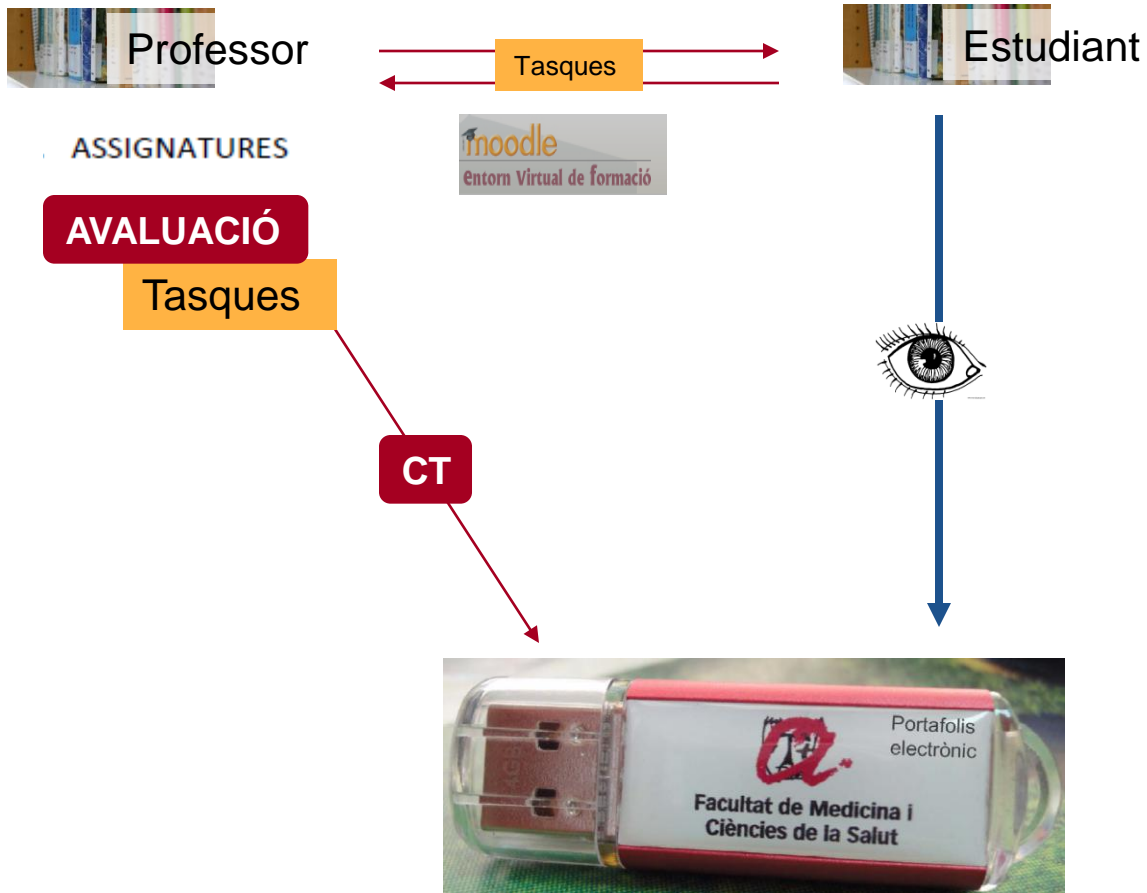 Professor
Tasques
Estudiant
ASSIGNATURES
moodle
entorn Virtual de formació
AVALUACIÓ
Tasques
CT
Portafolis
electrònic
Facultat de Medicina i
Ciències de la Salut